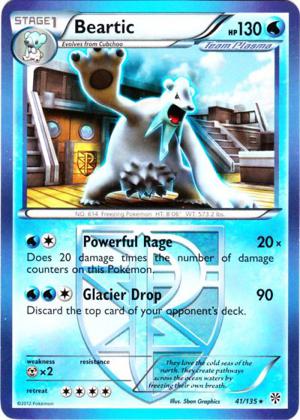 STAGE1
Beartic
HP130
Evolves from Cubchoo
Team Plasma
NO. 614 Freezing Pokémon HT: 8'06" WT: 573.2 lbs.
Powerful Rage 20×
Does 20 damage times the number of damage
counters on this Pokémon.
Glacier Drop 90
Discard the top card of your opponent's deck.
weakness
resistance
×2
...They love the cold seas of the
north. They create pathways
across the ocean waters by
freezing their own breath.
retreat
Illus. 5ban Graphics
41/135 ★
©2012 Pokémon